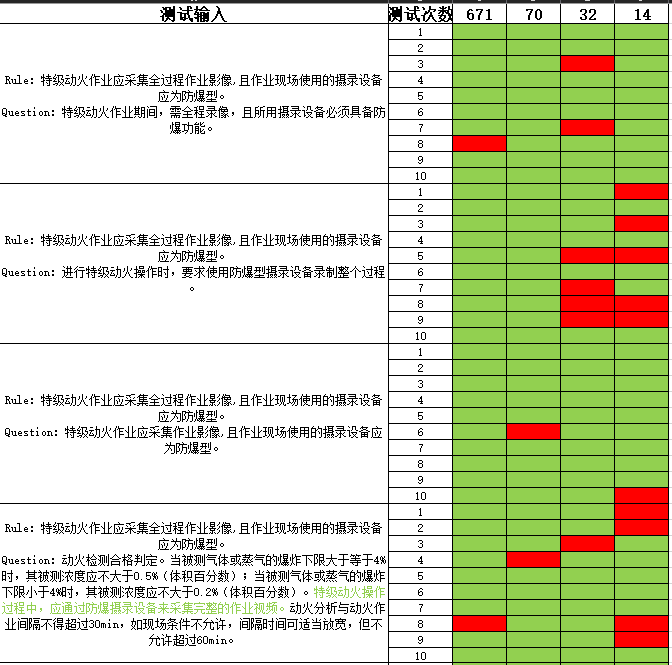 测试输入 测试次数 671 70 32 14
1
2
3
Rule: 特级动火作业应采集全过程作业影像,且作业现场使用的摄录设备 4
应为防爆型。 5
Question: 特级动火作业期间，需全程录像，且所用摄录设备必须具备防 6
爆功能。 7
8
9
10
1
2
3
Rule: 特级动火作业应采集全过程作业影像,且作业现场使用的摄录设备 4
应为防爆型。 5
Question: 进行特级动火操作时，要求使用防爆型摄录设备录制整个过程 6
。 7
8
9
10
1
2
3
Rule: 特级动火作业应采集全过程作业影像,且作业现场使用的摄录设备 4
应为防爆型。 5
Question: 特级动火作业应采集作业影像,且作业现场使用的摄录设备应 6
为防爆型。 7
8
9
10
1
Rule: 特级动火作业应采集全过程作业影像,且作业现场使用的摄录设备 2
应为防爆型。 3
Question: 动火检测合格判定。当被测气体或蒸气的爆炸下限大于等于4% 4
时，其被测浓度应不大于0.5%（体积百分数）；当被测气体或蒸气的爆炸 5
下限小于4%时，其被测浓度应不大于0.2%（体积百分数）。特级动火操作 6
过程中，应通过防爆摄录设备来采集完整的作业视频。动火分析与动火作 7
业间隔不得超过30min，如现场条件不允许，间隔时间可适当放宽，但不 8
允许超过60min。 9
10